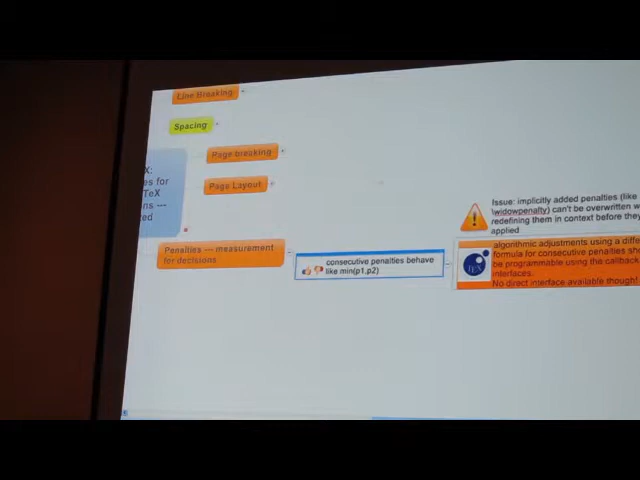 Line Breaking
Spacing
Page breaking
Page Layout
X:
es for
TeX
ns ---
ed
Penalties --- measurement
for decisions
consecutive penalties behave
like min(p1,p2)
Issue: implicitly added penalties (like
\widowpenalty) can't be overwritten w
redefining them in context before they
applied
TEX
algorithmic adjustments using a diffe
formula for consecutive penalties sho
be programmable using the callback
interfaces.
No direct interface available though!